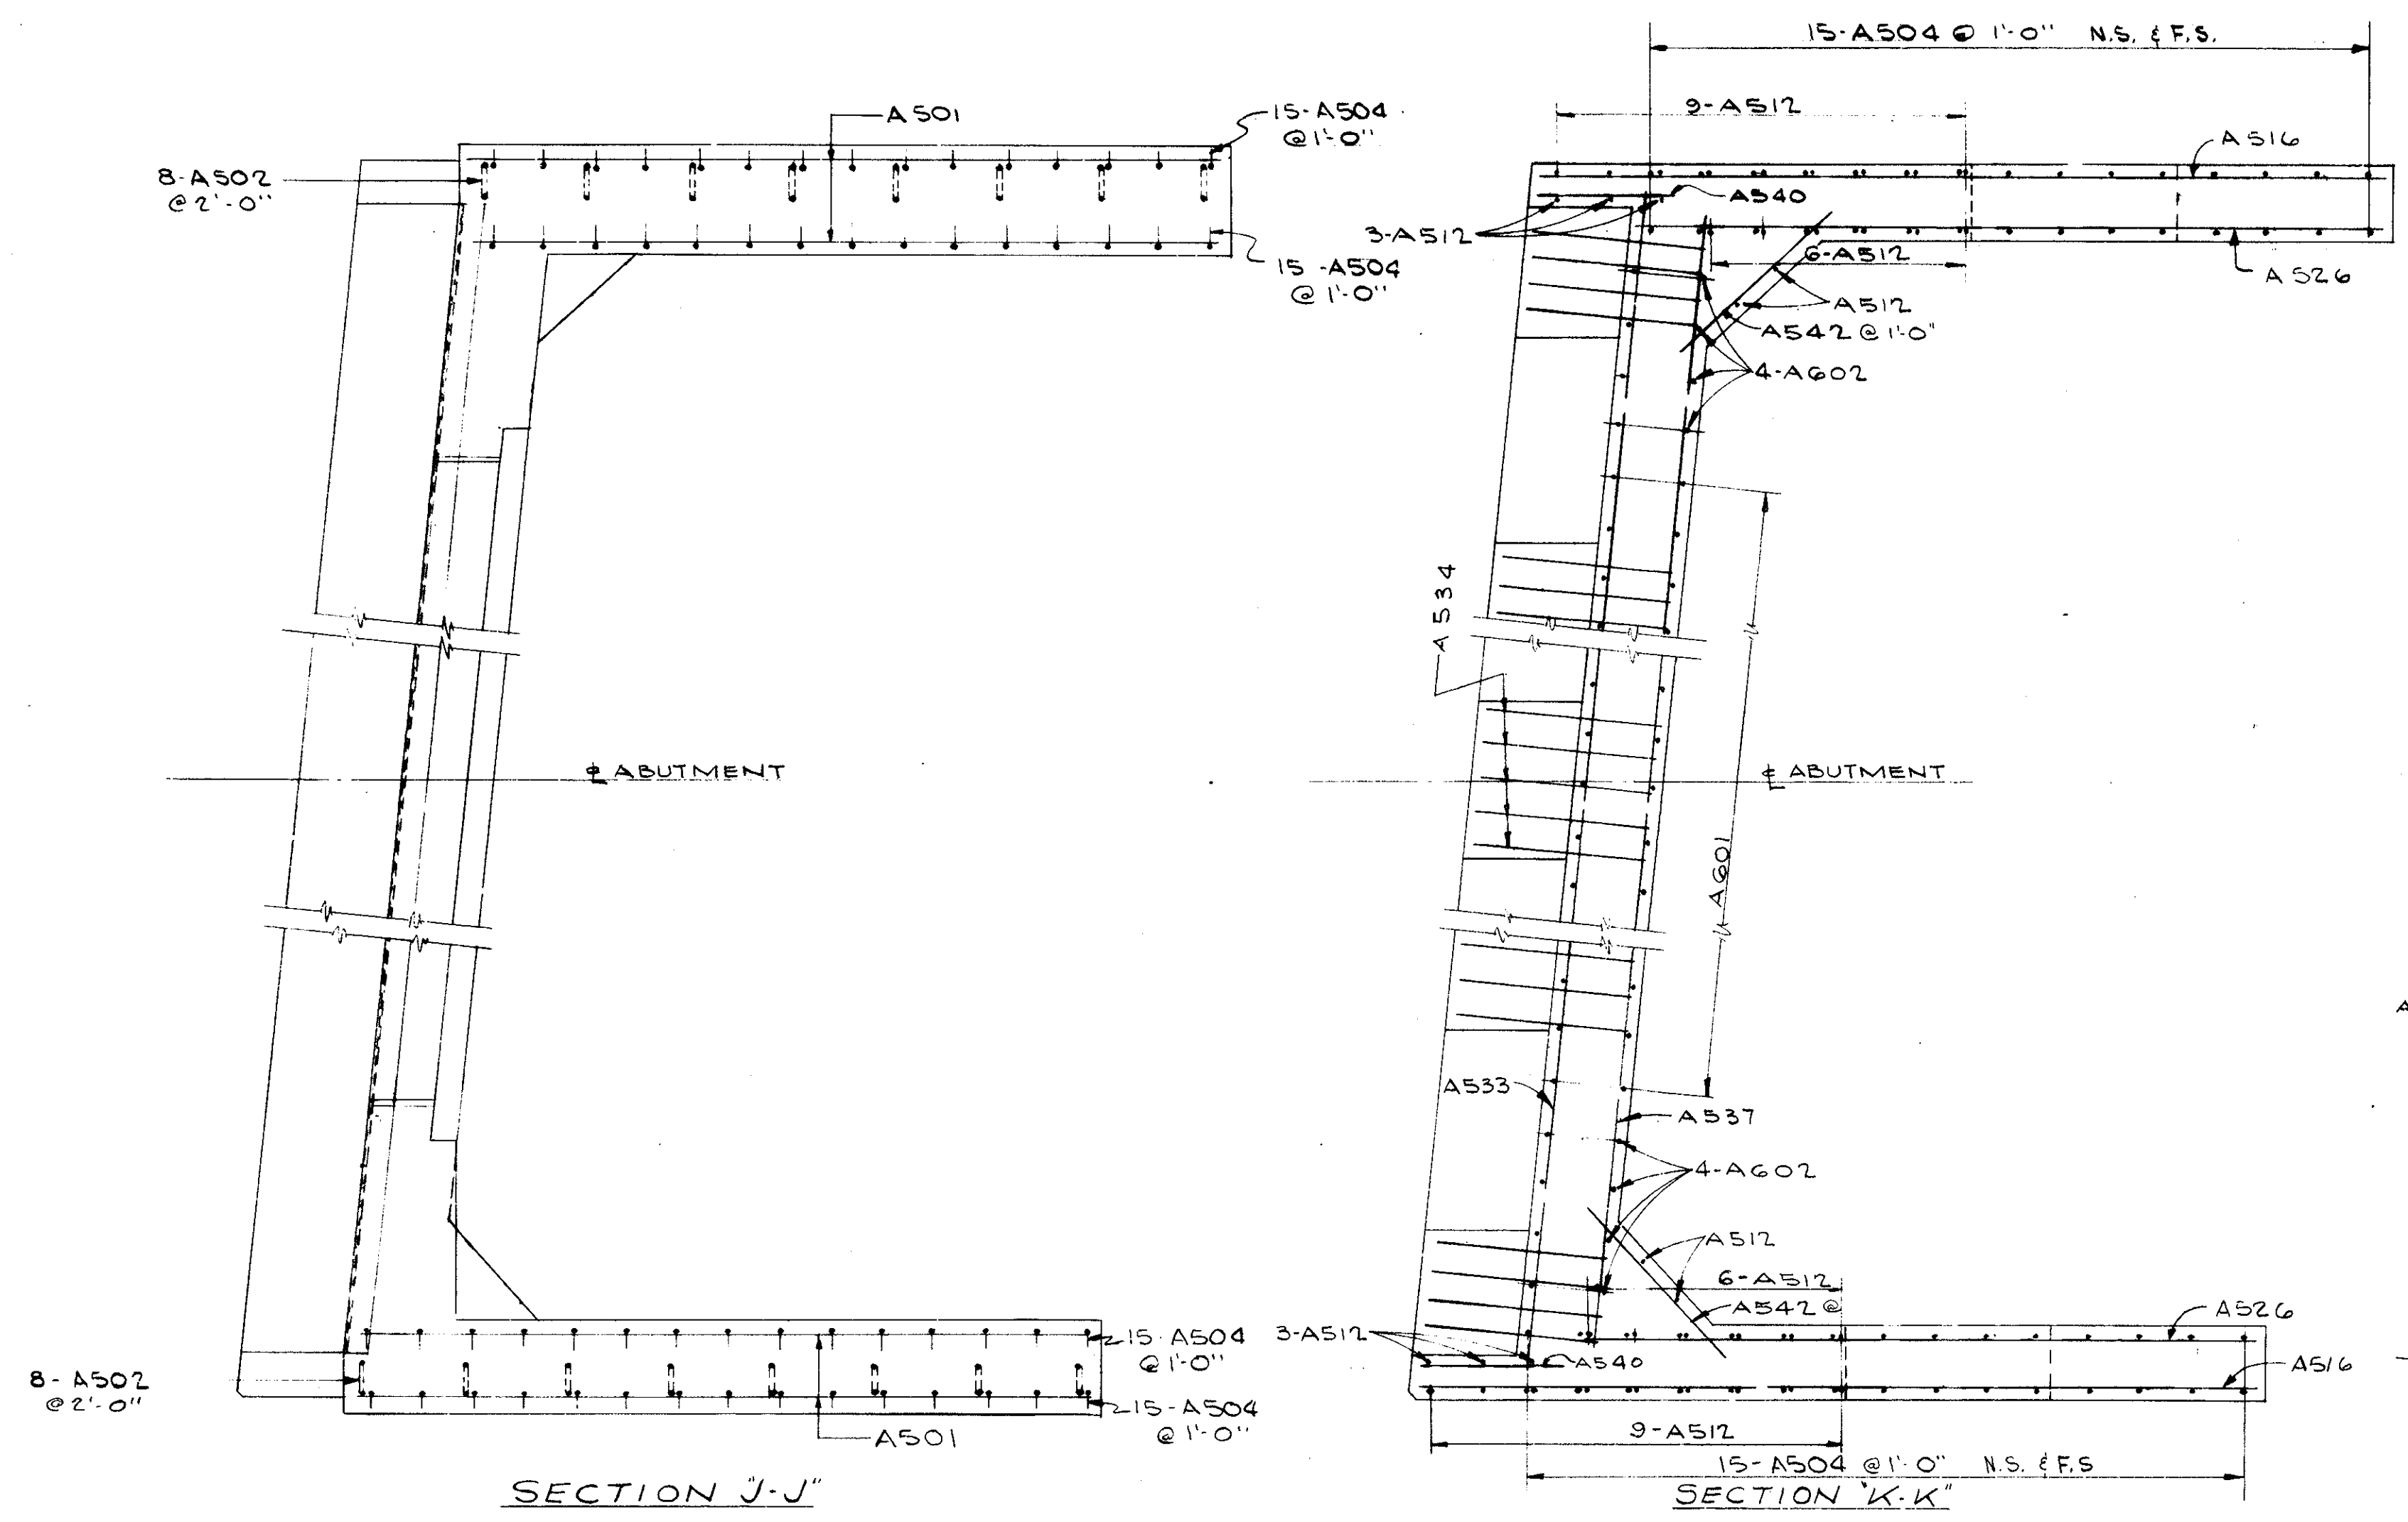 A501
15-A504
@ 1'-0"
8-A502
@ 2'-0"
15-A504
@ 1'-0"
℄ ABUTMENT
15-A504
@ 1'-0"
8-A502
@ 2'-0"
15-A504
@ 1'-0"
A501
SECTION "J-J"
15-A504 @ 1'-0" N.S. & F.S.
9-A512
A516
A540
3-A512
6-A512
A526
A512
A542 @ 1'-0"
4-A602
A534
℄ ABUTMENT
A601
A533
A537
4-A602
A512
6-A512
A542 @
A526
3-A512
A540
A516
9-A512
15-A504 @ 1'-0" N.S. & F.S
SECTION "K-K"